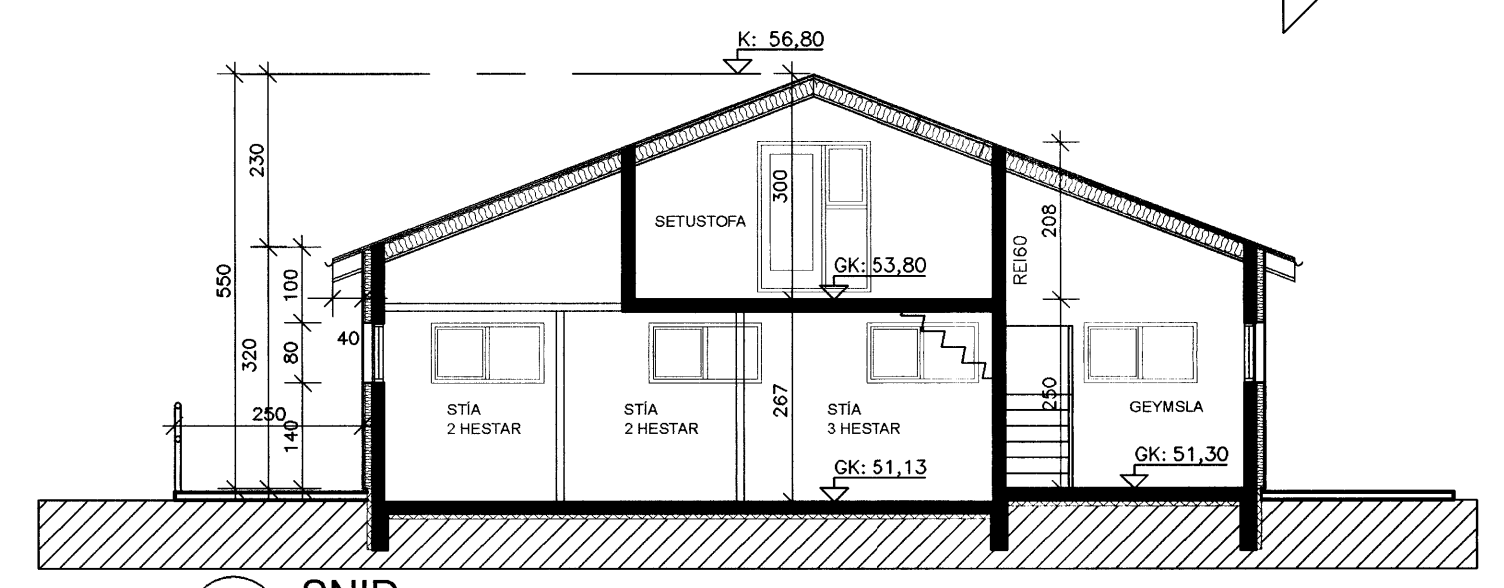 K: 56,80
230
300
SETUSTOFA
208
REI60
GK: 53,80
550
100
40
320
80
267
250
250
140
STÍA
2 HESTAR
STÍA
2 HESTAR
STÍA
3 HESTAR
GEYMSLA
GK: 51,13
GK: 51,30